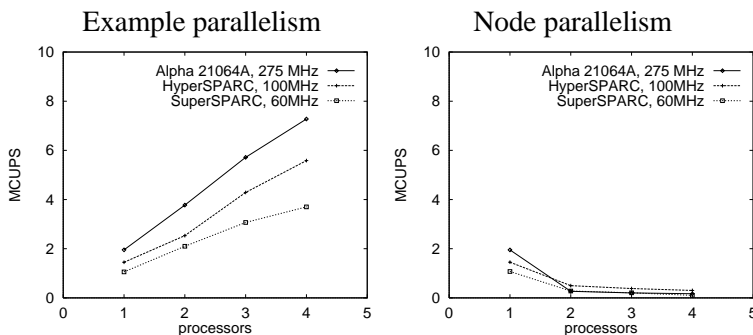 Example parallelism
10
8
6
4
2
0
MCUPS
Alpha 21064A, 275 MHz
HyperSPARC, 100MHz
SuperSPARC, 60MHz
0 1 2 3 4 5
processors
Node parallelism
10
8
6
4
2
0
MCUPS
Alpha 21064A, 275 MHz
HyperSPARC, 100MHz
SuperSPARC, 60MHz
0 1 2 3 4 5
processors